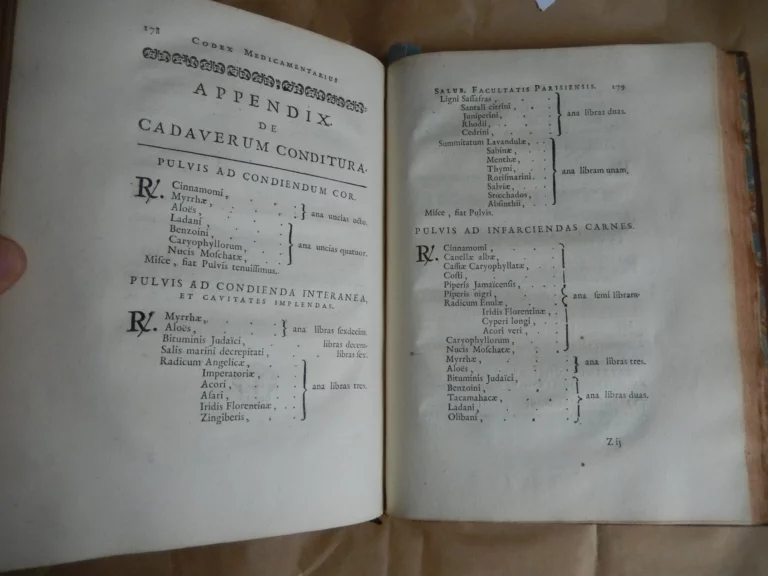 178
CODEX MEDICAMENTARIUS
APPENDIX.
DE
CADAVERUM CONDITURA.
PULVIS AD CONDIENDUM COR.
℞. Cinnamomi,
Myrrhæ,
Aloës, } ana uncias octo.
Ladani,
Benzoini,
Caryophyllorum, } ana uncias quatuor.
Nucis Moschatæ,
Misce, fiat Pulvis tenuissimus.
PULVIS AD CONDIENDA INTERANEA,
ET CAVITATES IMPLENDAS.
℞. Myrrhæ,
Aloës, } ana libras sexdecim.
Bituminis Judaïci, libras decem.
Salis marini decrepitati, libras sex.
Radicum Angelicæ,
Imperatoriæ,
Acori, } ana libras tres.
Asari,
Iridis Florentinæ,
Zingiberis,
SALUB. FACULTATIS PARISIENSIS. 179
Ligni Sassafras,
Santali citrini,
Juniperini, } ana libras duas.
Rhodii,
Cedrini,
Summitatum Lavandulæ,
Sabinæ,
Menthæ,
Thymi, } ana libram unam,
Rorismarini
Salviæ,
Stœchados,
Absinthii,
Misce, fiat Pulvis.
PULVIS AD INFARCIENDAS CARNES.
℞. Cinnamomi,
Canellæ albæ,
Cassiæ Caryophyllatæ,
Costi,
Piperis Jamaïcensis,
Piperis nigri, } ana semi libram
Radicum Enulæ,
Iridis Florentinæ,
Cyperi longi,
Acori veri,
Caryophyllorum,
Nucis Moschatæ,
Myrrhæ, } ana libras tres.
Aloës,
Bituminis Judaïci,
Benzoini,
Tacamahacæ, } ana libras duas.
Ladani,
Olibani,
Z ij